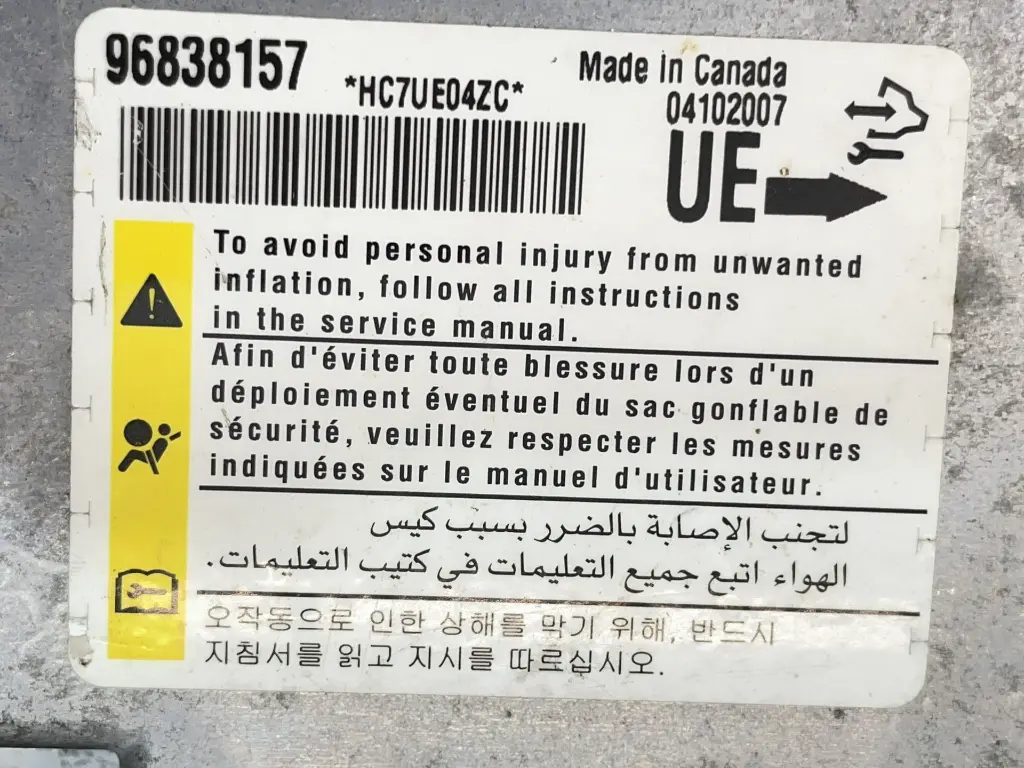 96838157
*HC7UE04ZC*
Made in Canada
04102007
UE
To avoid personal injury from unwanted
inflation, follow all instructions
in the service manual.
Afin d'éviter toute blessure lors d'un
déploiement éventuel du sac gonflable de
sécurité, veuillez respecter les mesures
indiquées sur le manuel d'utilisateur.
لتجنب الإصابة بالضرر بسبب كيس
الهواء اتبع جميع التعليمات في كتيب التعليمات.
오작동으로 인한 상해를 막기 위해, 반드시
지침서를 읽고 지시를 따르십시오.